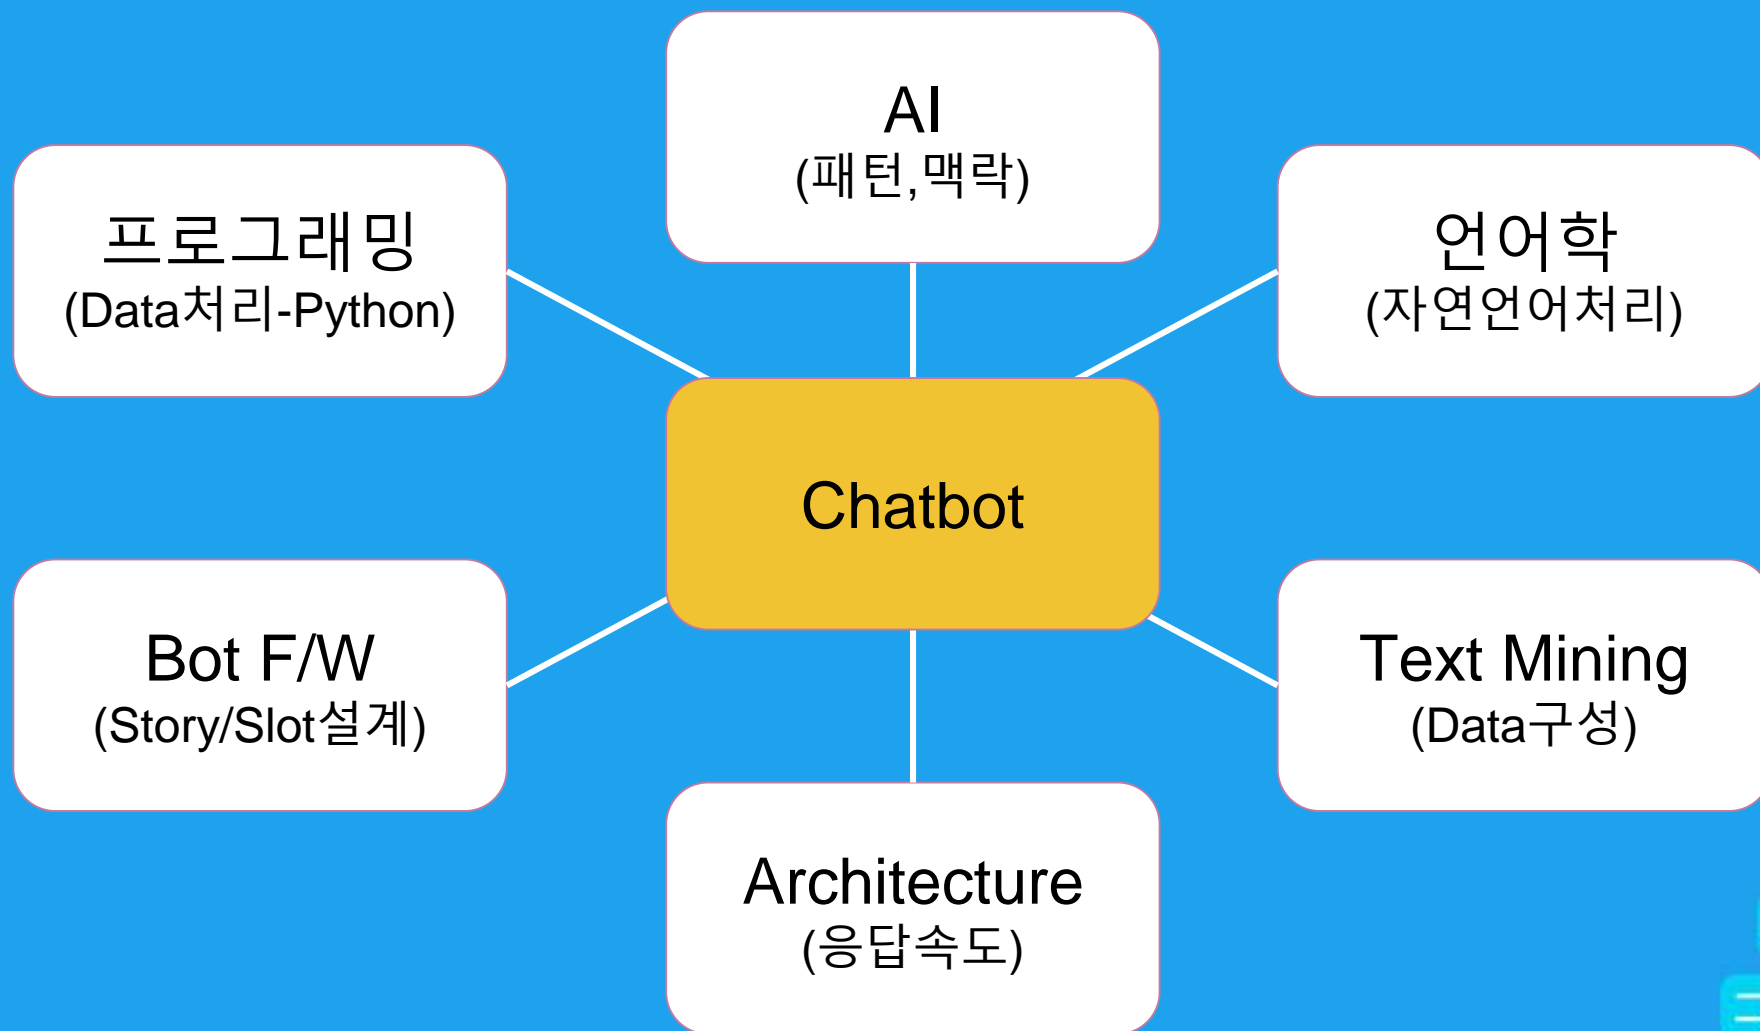 AI
(패턴,맥락)
프로그래밍
(Data처리-Python)
언어학
(자연언어처리)
Chatbot
Bot F/W
(Story/Slot설계)
Text Mining
(Data구성)
Architecture
(응답속도)